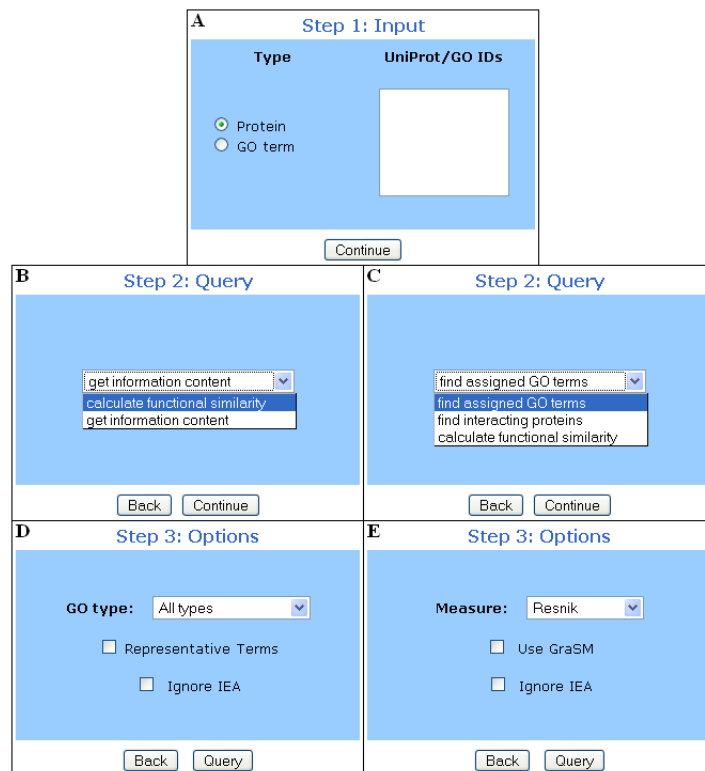 A
Step 1: Input
Type
UniProt/GO IDs
Protein
GO term
Continue
B
Step 2: Query
get information content
calculate functional similarity
get information content
Back
Continue
C
Step 2: Query
find assigned GO terms
find assigned GO terms
find interacting proteins
calculate functional similarity
Back
Continue
D
Step 3: Options
GO type:
All types
Representative Terms
Ignore IEA
Back
Query
E
Step 3: Options
Measure:
Resnik
Use GraSM
Ignore IEA
Back
Query